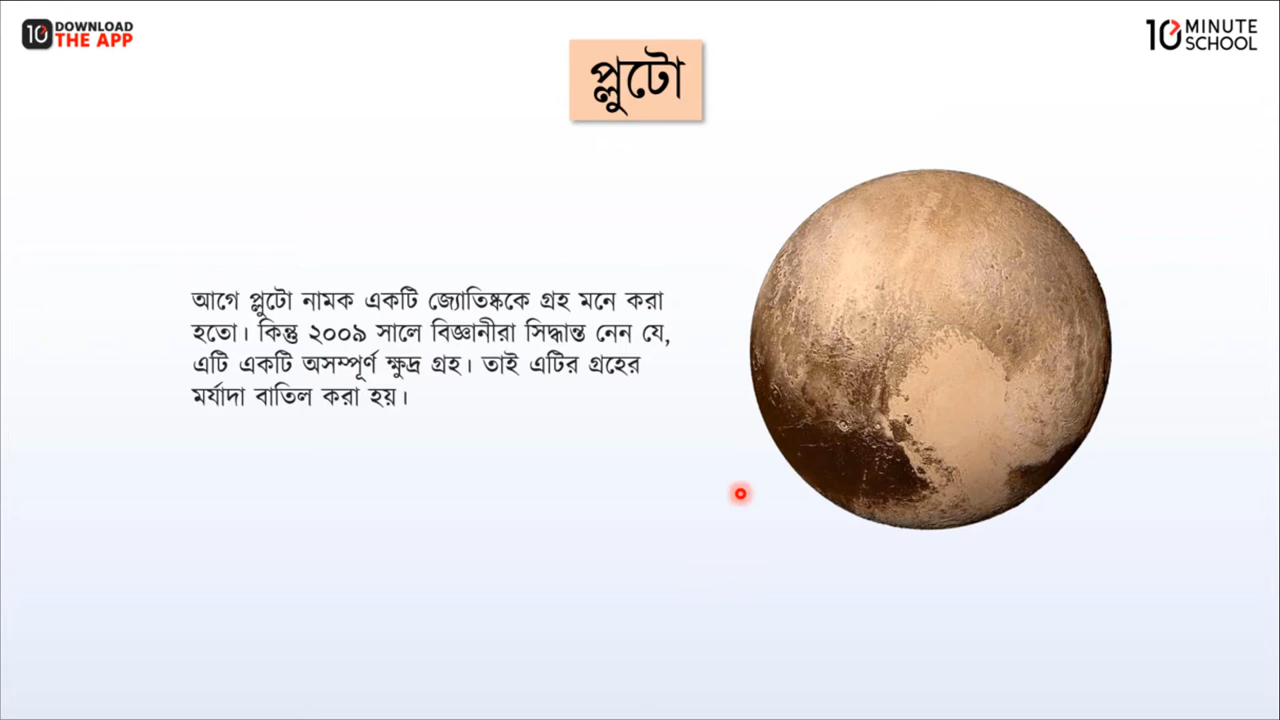 DOWNLOAD
THE APP
10 MINUTE
SCHOOL
প্লুটো
আগে প্লুটো নামক একটি জ্যোতিষ্ককে গ্রহ মনে করা
হতো। কিন্তু ২০০৯ সালে বিজ্ঞানীরা সিদ্ধান্ত নেন যে,
এটি একটি অসম্পূর্ণ ক্ষুদ্র গ্রহ। তাই এটির গ্রহের
মর্যাদা বাতিল করা হয়।